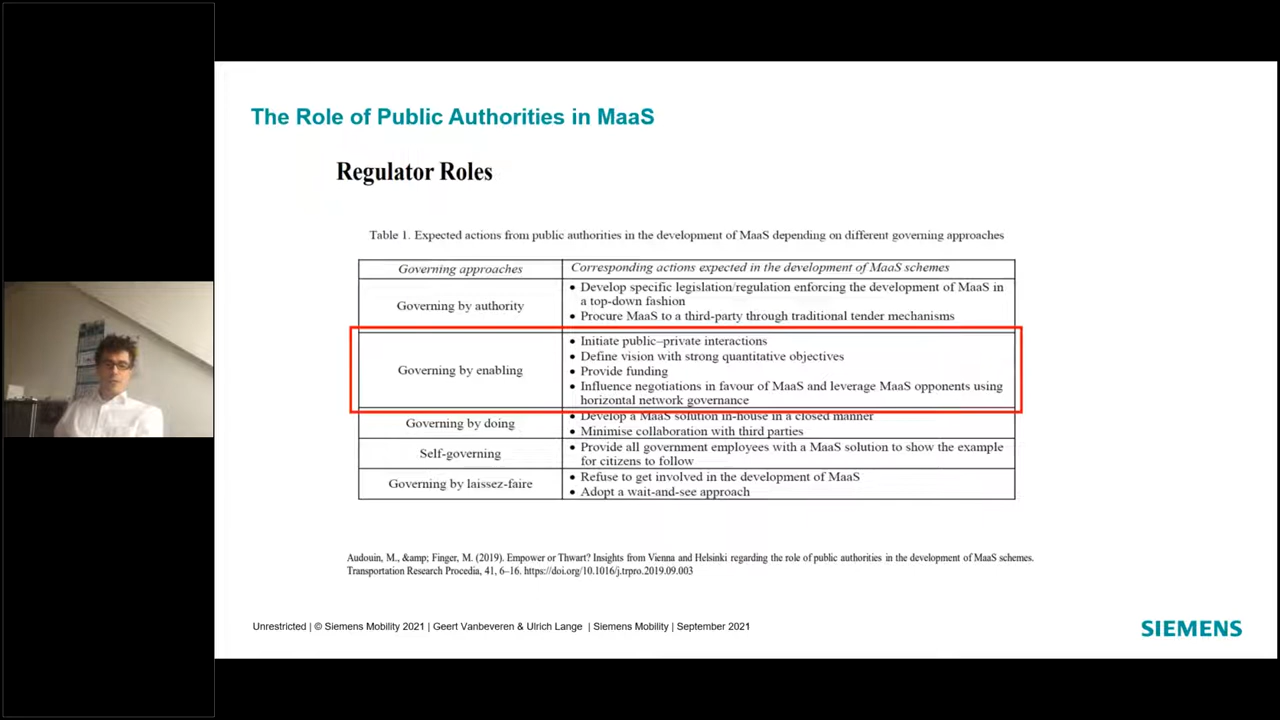 The Role of Public Authorities in MaaS
Regulator Roles
Table 1. Expected actions from public authorities in the development of MaaS depending on different governing approaches
Governing approaches
Corresponding actions expected in the development of MaaS schemes
Governing by authority
• Develop specific legislation/regulation enforcing the development of MaaS in
a top-down fashion
• Procure MaaS to a third-party through traditional tender mechanisms
Governing by enabling
• Initiate public–private interactions
• Define vision with strong quantitative objectives
• Provide funding
• Influence negotiations in favour of MaaS and leverage MaaS opponents using
horizontal network governance
Governing by doing
• Develop a MaaS solution in-house in a closed manner
• Minimise collaboration with third parties
Self-governing
• Provide all government employees with a MaaS solution to show the example
for citizens to follow
Governing by laissez-faire
• Refuse to get involved in the development of MaaS
• Adopt a wait-and-see approach
Audouin, M., &amp; Finger, M. (2019). Empower or Thwart? Insights from Vienna and Helsinki regarding the role of public authorities in the development of MaaS schemes.
Transportation Research Procedia, 41, 6–16. https://doi.org/10.1016/j.trpro.2019.09.003
Unrestricted | © Siemens Mobility 2021 | Geert Vanbeveren & Ulrich Lange | Siemens Mobility | September 2021
SIEMENS